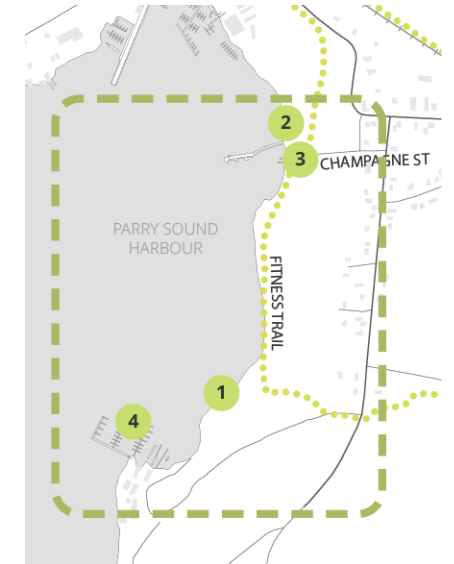 2
3
CHAMPAGNE ST
PARRY SOUND
HARBOUR
FITNESS TRAIL
1
4